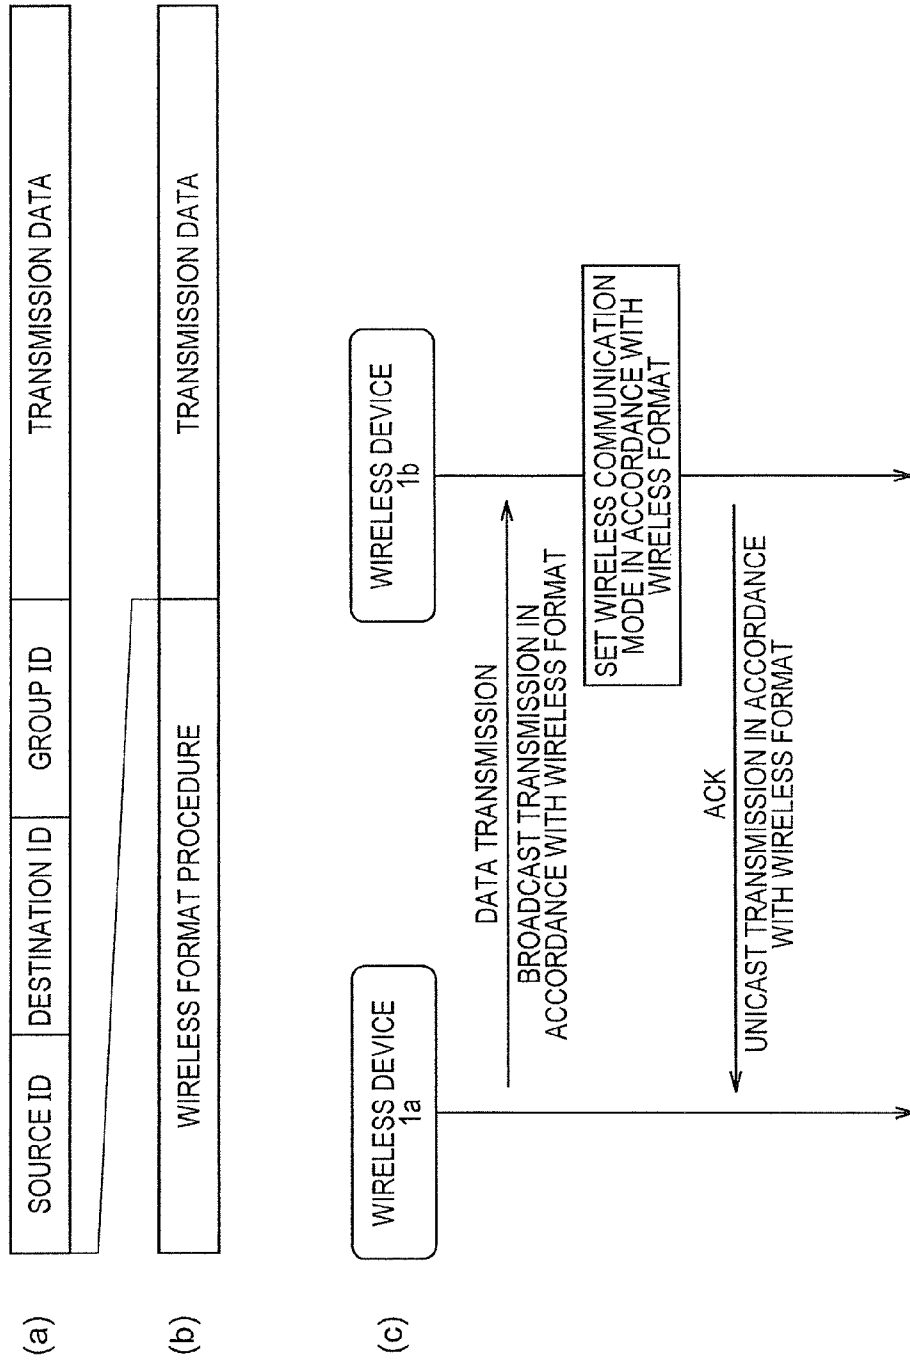 (a)
SOURCE ID
DESTINATION ID
GROUP ID
TRANSMISSION DATA
(b)
WIRELESS FORMAT PROCEDURE
TRANSMISSION DATA
(c)
WIRELESS DEVICE
1a
WIRELESS DEVICE
1b
DATA TRANSMISSION
BROADCAST TRANSMISSION IN
ACCORDANCE WITH WIRELESS FORMAT
SET WIRELESS COMMUNICATION
MODE IN ACCORDANCE WITH
WIRELESS FORMAT
ACK
UNICAST TRANSMISSION IN ACCORDANCE
WITH WIRELESS FORMAT